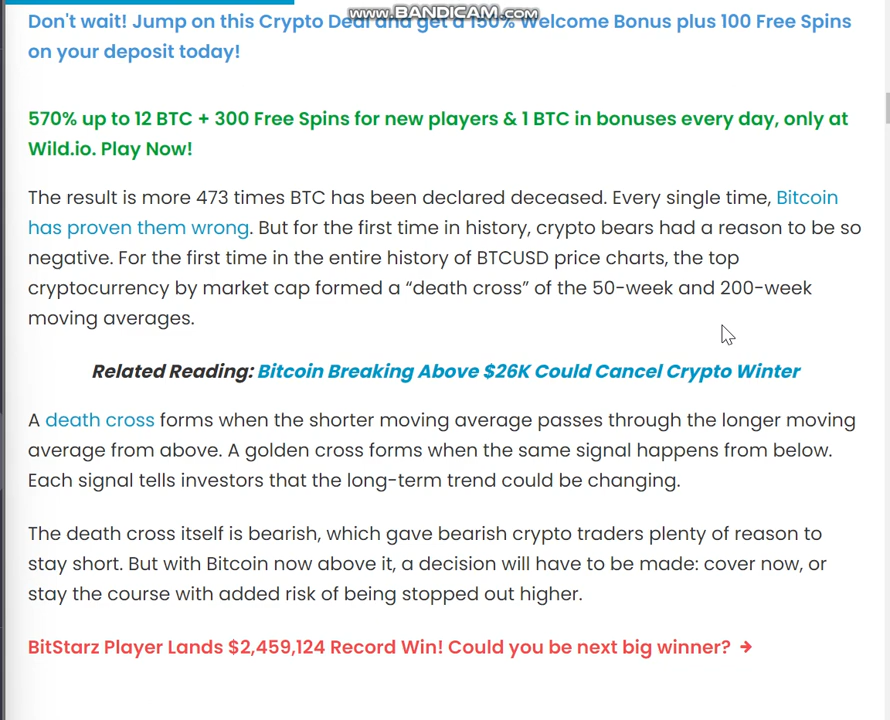 www.BANDICAM.com
Don't wait! Jump on this Crypto Deal and get a 150% Welcome Bonus plus 100 Free Spins
on your deposit today!
570% up to 12 BTC + 300 Free Spins for new players & 1 BTC in bonuses every day, only at
Wild.io. Play Now!
The result is more 473 times BTC has been declared deceased. Every single time, Bitcoin
has proven them wrong. But for the first time in history, crypto bears had a reason to be so
negative. For the first time in the entire history of BTCUSD price charts, the top
cryptocurrency by market cap formed a “death cross” of the 50-week and 200-week
moving averages.
Related Reading: Bitcoin Breaking Above $26K Could Cancel Crypto Winter
A death cross forms when the shorter moving average passes through the longer moving
average from above. A golden cross forms when the same signal happens from below.
Each signal tells investors that the long-term trend could be changing.
The death cross itself is bearish, which gave bearish crypto traders plenty of reason to
stay short. But with Bitcoin now above it, a decision will have to be made: cover now, or
stay the course with added risk of being stopped out higher.
BitStarz Player Lands $2,459,124 Record Win! Could you be next big winner? →